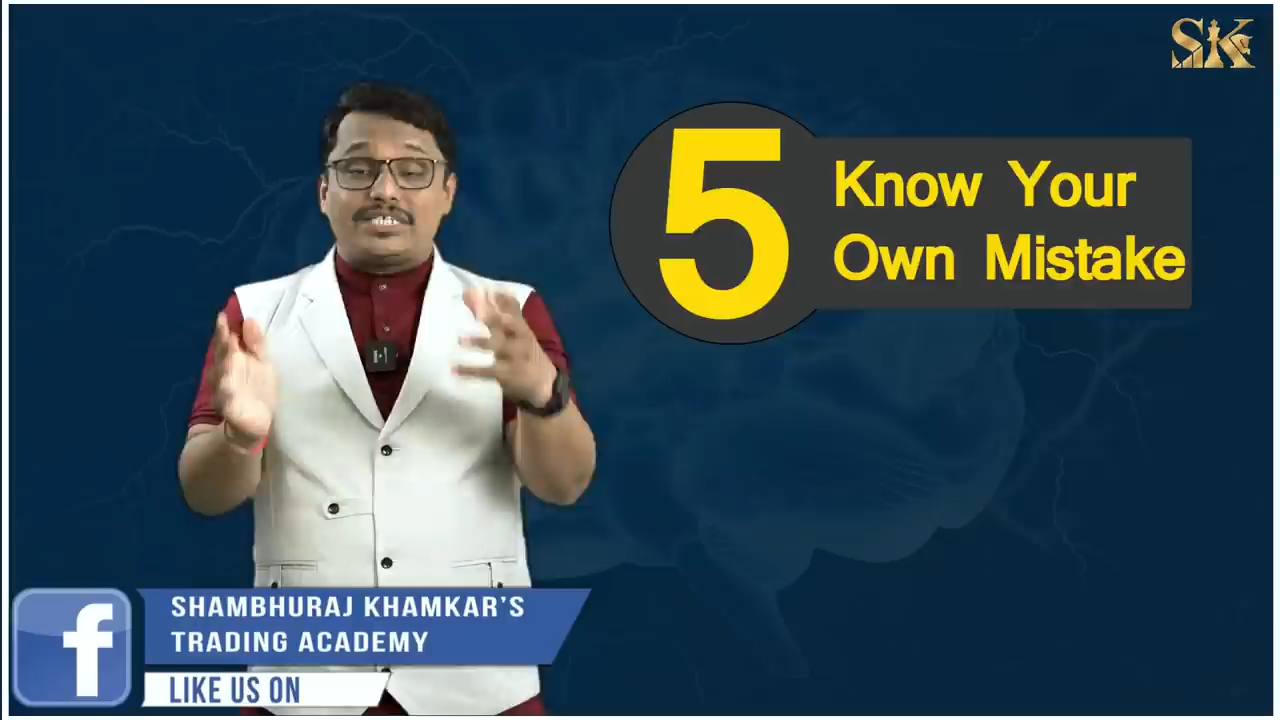 SK
5
Know Your
Own Mistake
f
SHAMBHURAJ KHAMKAR'S
TRADING ACADEMY
LIKE US ON